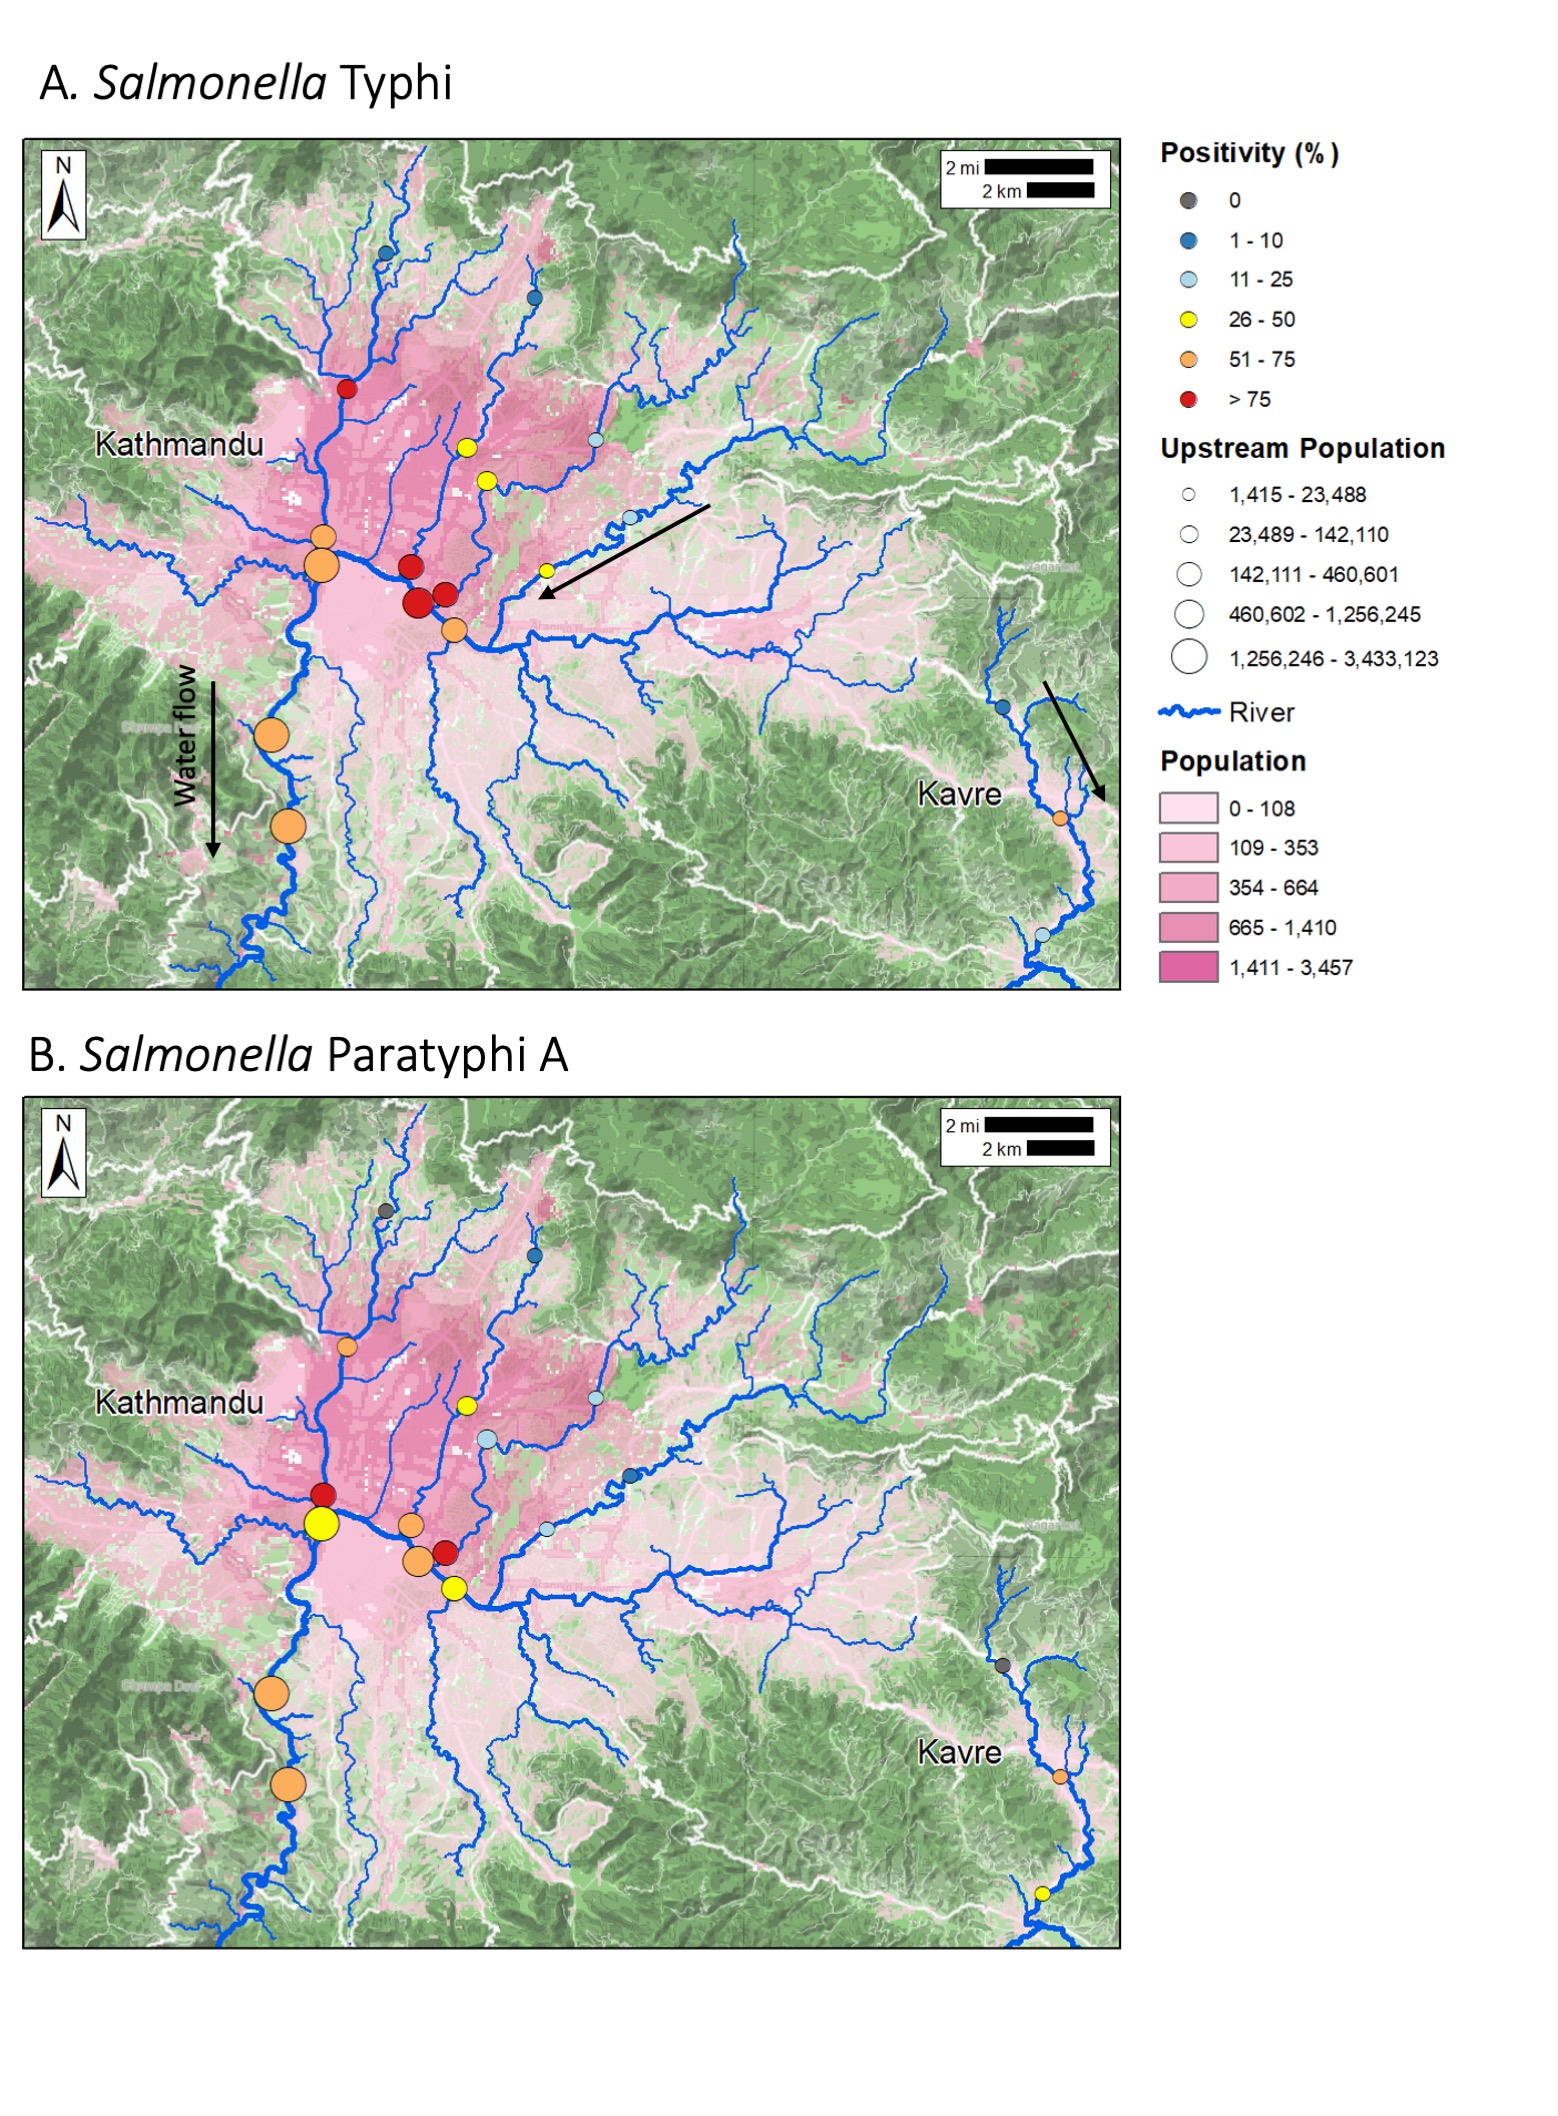 A. Salmonella Typhi
N
2 mi
2 km
Kathmandu
Water flow
Kavre
Nagarkot
Positivity (%)
0
1 - 10
11 - 25
26 - 50
51 - 75
> 75
Upstream Population
1,415 - 23,488
23,489 - 142,110
142,111 - 460,601
460,602 - 1,256,245
1,256,246 - 3,433,123
River
Population
0 - 108
109 - 353
354 - 664
665 - 1,410
1,411 - 3,457
B. Salmonella Paratyphi A
N
2 mi
2 km
Kathmandu
Nagarkot
Kavre